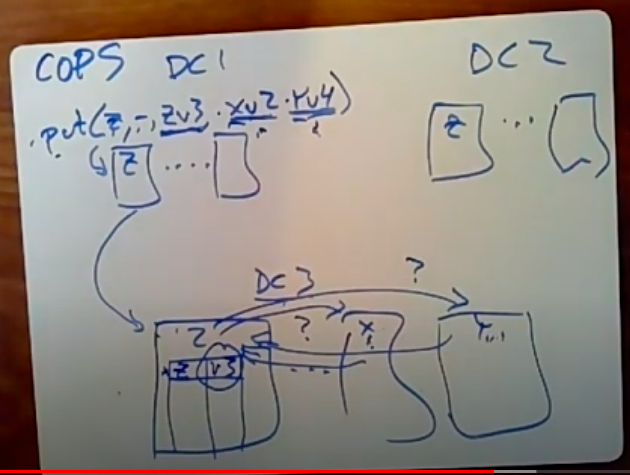 COPS DC1
DC2
put(z, -, zv3, xv2, yv4)
z
....
z
...
DC3
?
z
?
x
y
z v3
....